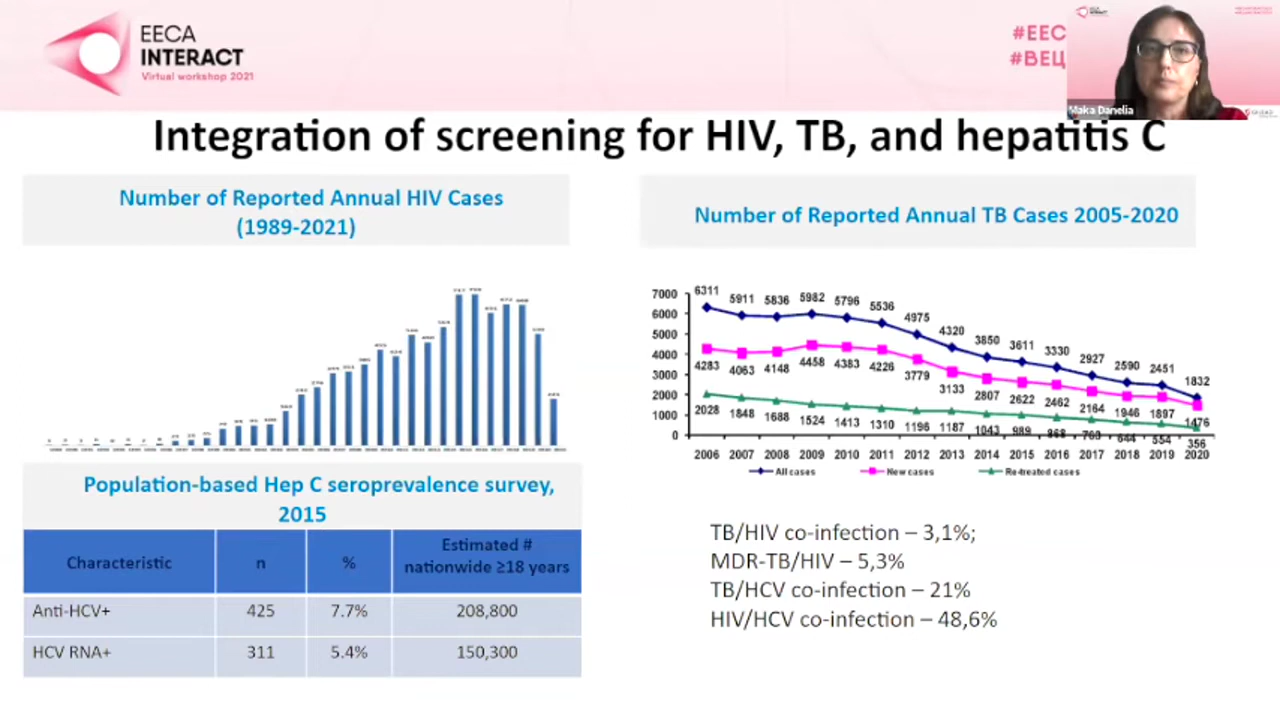 EECA
INTERACT
Virtual workshop 2021
#EEC
#ВЕЦ
Maka Danelia
Integration of screening for HIV, TB, and hepatitis C
Number of Reported Annual HIV Cases
(1989-2021)
Number of Reported Annual TB Cases 2005-2020
7000
6000
5000
4000
3000
2000
1000
0
6311
5911
5836
5982
5796
5536
4975
4320
3850
3611
3330
2927
2590
2451
1832
4283
4063
4148
4458
4383
4226
3779
3133
2807
2622
2462
2164
1946
1897
1476
2028
1848
1688
1524
1413
1310
1196
1187
1043
989
868
763
644
554
356
2006 2007 2008 2009 2010 2011 2012 2013 2014 2015 2016 2017 2018 2019 2020
All cases New cases Re-treated cases
Population-based Hep C seroprevalence survey,
2015
Characteristic n % Estimated #
nationwide ≥18 years
Anti-HCV+ 425 7.7% 208,800
HCV RNA+ 311 5.4% 150,300
TB/HIV co-infection – 3,1%;
MDR-TB/HIV – 5,3%
TB/HCV co-infection – 21%
HIV/HCV co-infection – 48,6%